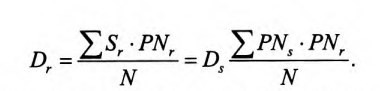 D_r = \frac{\sum S_r \cdot PN_r}{N} = D_s \frac{\sum PN_s \cdot PN_r}{N}.